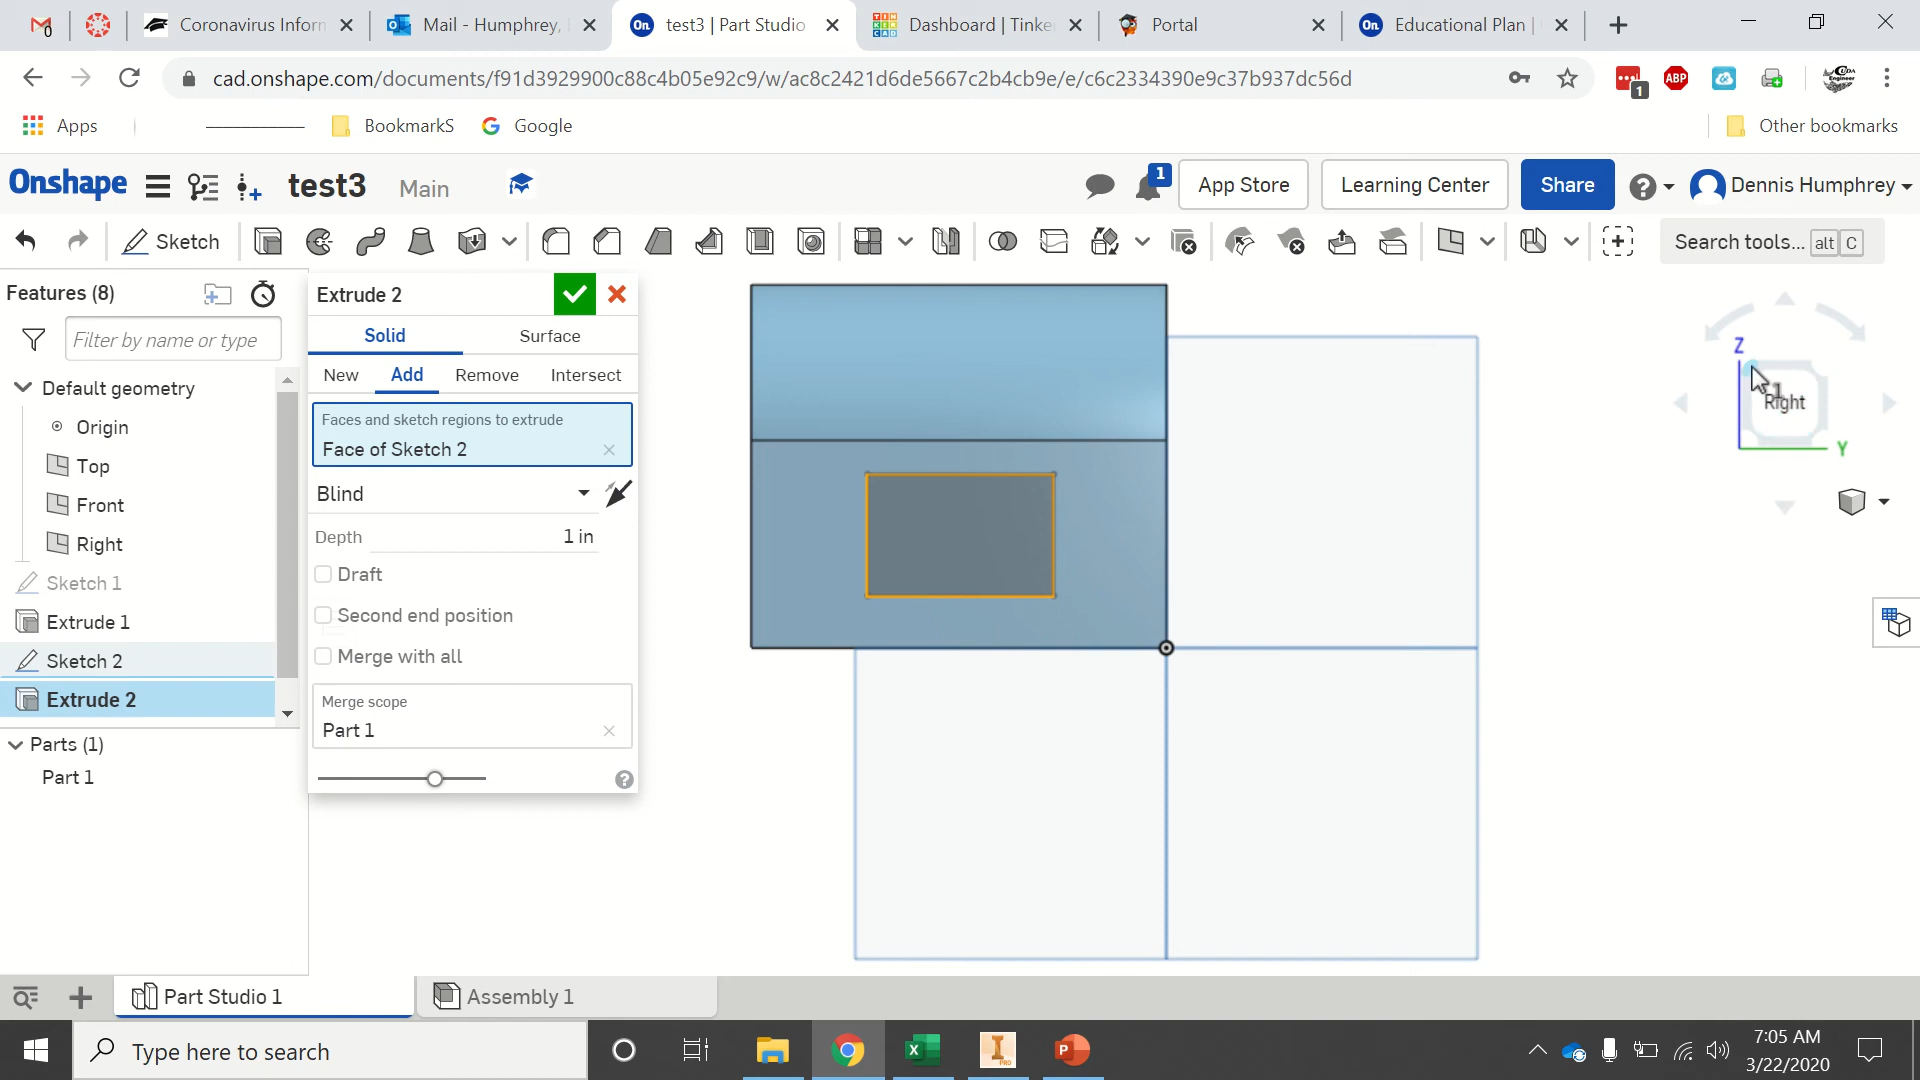 Coronavirus Inforn
Mail - Humphrey,
test3 | Part Studio
Dashboard | Tinke
Portal
Educational Plan |
cad.onshape.com/documents/f91d3929900c88c4b05e92c9/w/ac8c2421d6de5667c2b4cb9e/e/c6c2334390e9c37b937dc56d
1
ABP
Apps
BookmarkS
Google
Other bookmarks
Onshape
test3
Main
1
App Store
Learning Center
Share
Dennis Humphrey
Sketch
Search tools... alt C
Features (8)
Filter by name or type
Default geometry
Origin
Top
Front
Right
Sketch 1
Extrude 1
Sketch 2
Extrude 2
Parts (1)
Part 1
Extrude 2
Solid
Surface
New
Add
Remove
Intersect
Faces and sketch regions to extrude
Face of Sketch 2
Blind
Depth
1 in
Draft
Second end position
Merge with all
Merge scope
Part 1
Z
Right
Y
Part Studio 1
Assembly 1
Type here to search
7:05 AM
3/22/2020